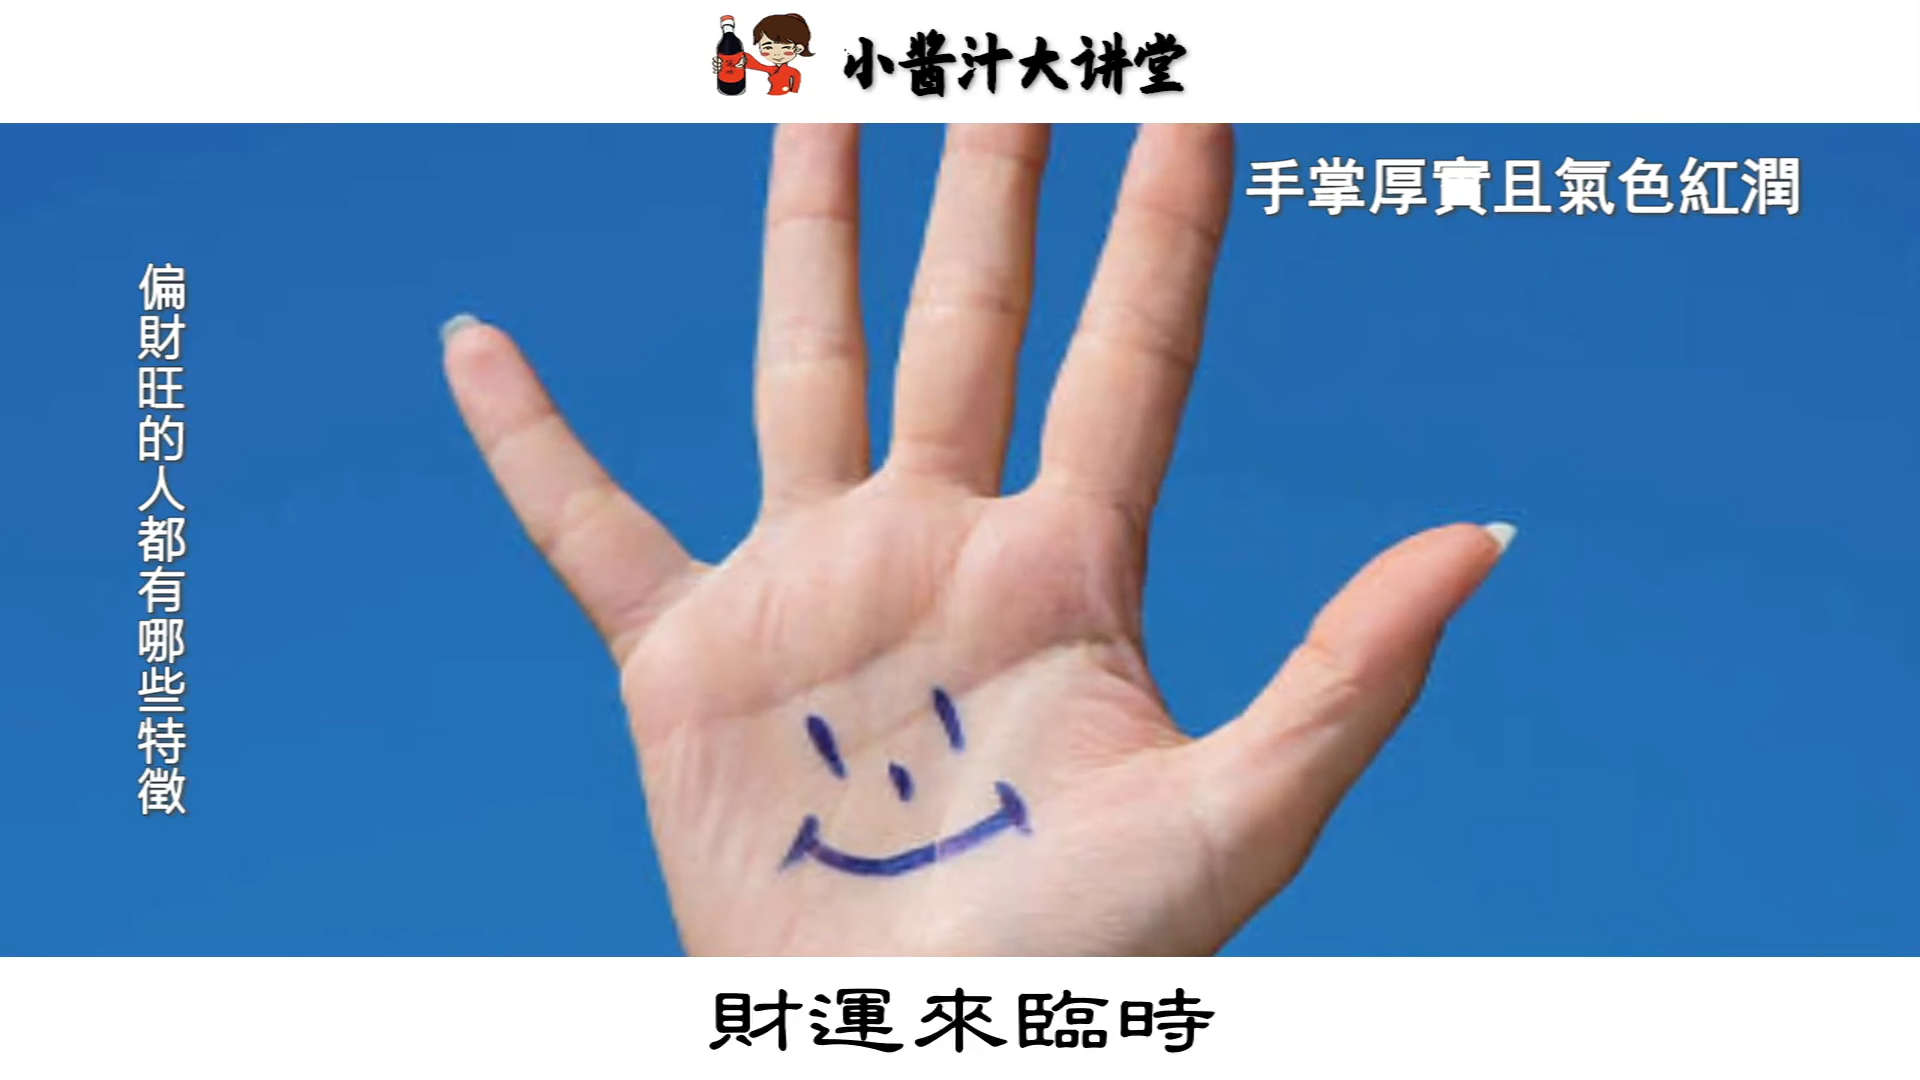 小酱汁大讲堂
手掌厚實且氣色紅潤
偏財旺的人都有哪些特徵
財運來臨時